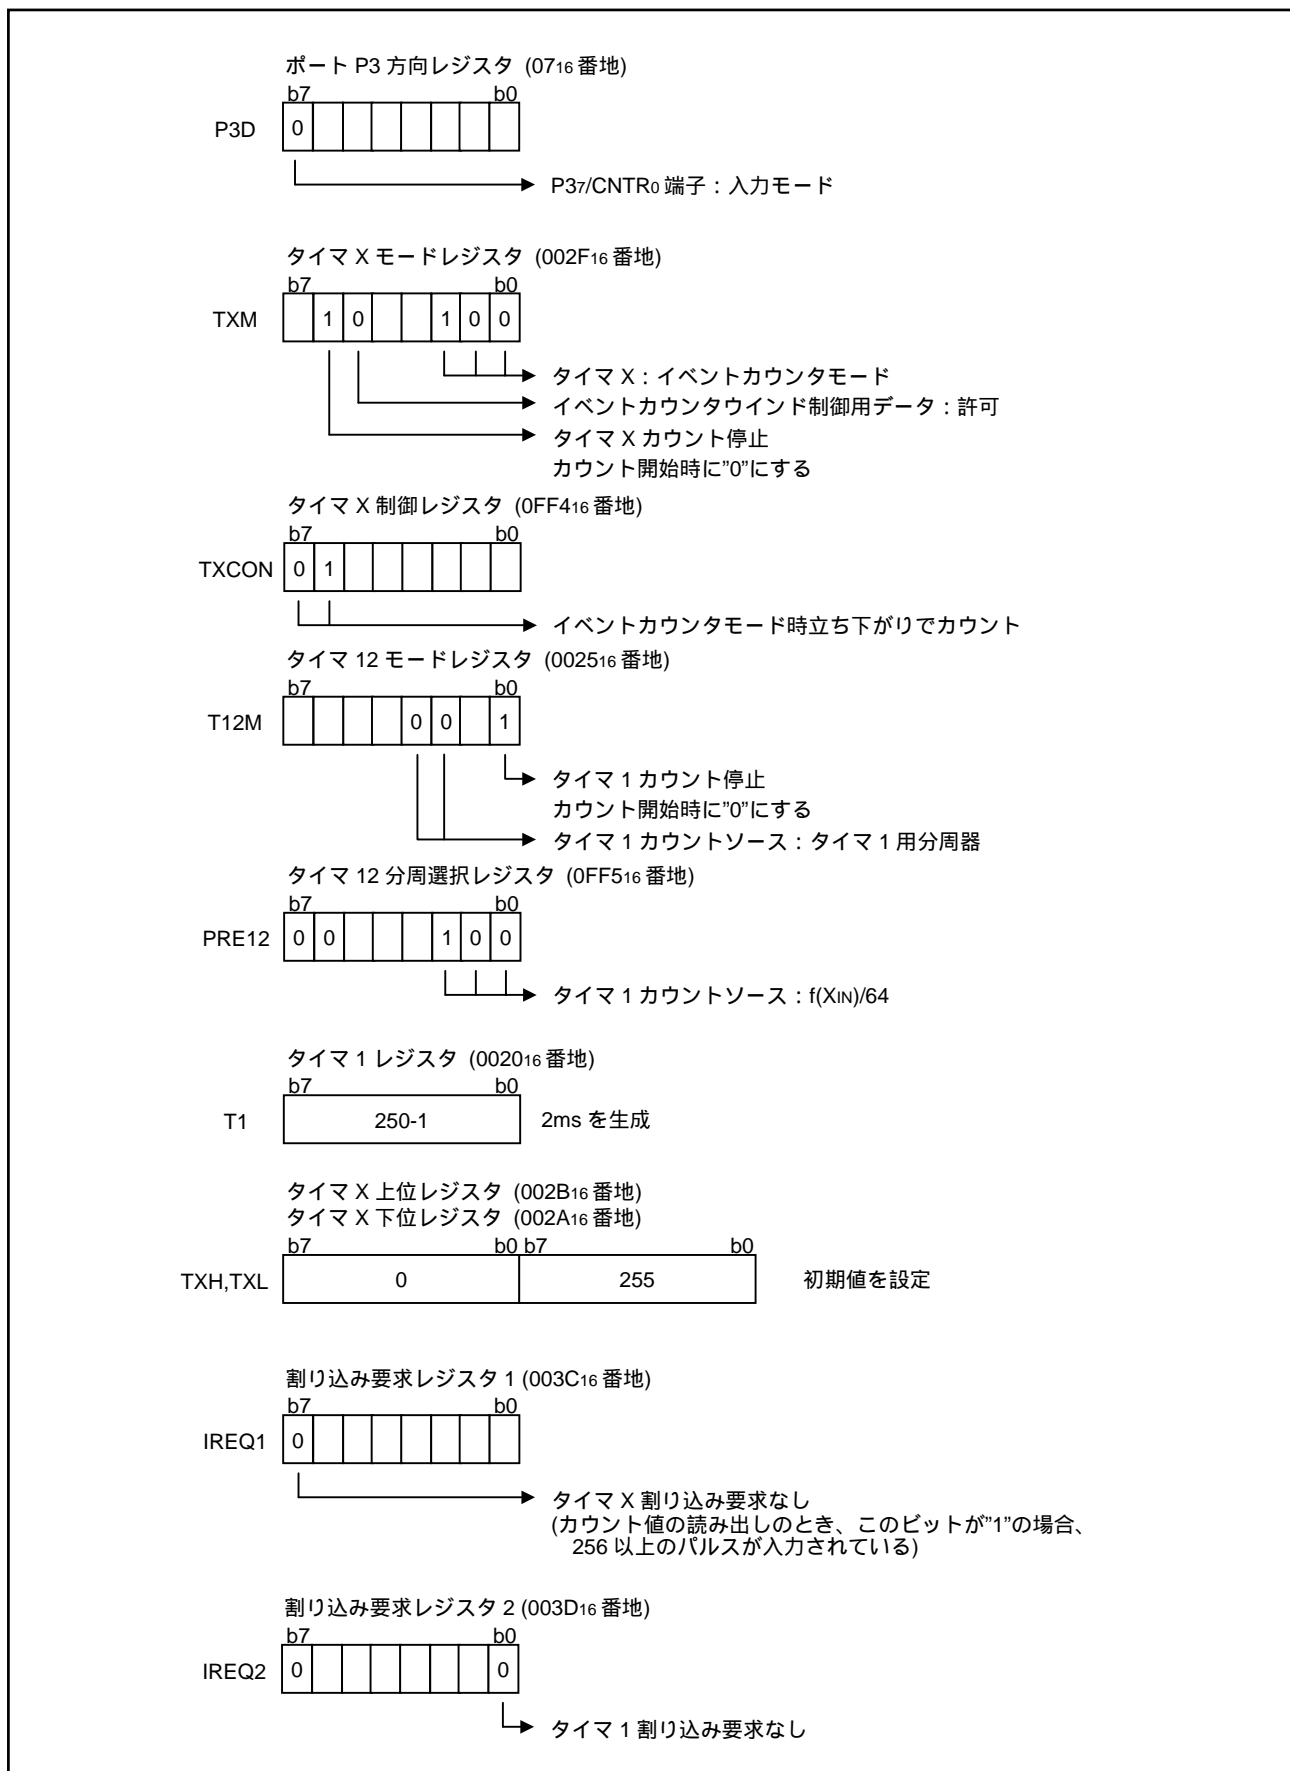 ポート P3 方向レジスタ (0716 番地)
b7 b0
P3D 0
P37/CNTR0 端子：入力モード
タイマ X モードレジスタ (002F16 番地)
b7 b0
TXM 1 0 1 0 0
タイマ X：イベントカウンタモード
イベントカウンタウインド制御用データ：許可
タイマ X カウント停止
カウント開始時に”0”にする
タイマ X 制御レジスタ (0FF416 番地)
b7 b0
TXCON 0 1
イベントカウンタモード時立ち下がりでカウント
タイマ 12 モードレジスタ (002516 番地)
b7 b0
T12M 0 0 1
タイマ 1 カウント停止
カウント開始時に”0”にする
タイマ 1 カウントソース：タイマ 1 用分周器
タイマ 12 分周選択レジスタ (0FF516 番地)
b7 b0
PRE12 0 0 1 0 0
タイマ 1 カウントソース：f(XIN)/64
タイマ 1 レジスタ (002016 番地)
b7 b0
T1 250-1 2ms を生成
タイマ X 上位レジスタ (002B16 番地)
タイマ X 下位レジスタ (002A16 番地)
b7 b0 b7 b0
TXH,TXL 0 255 初期値を設定
割り込み要求レジスタ 1 (003C16 番地)
b7 b0
IREQ1 0
タイマ X 割り込み要求なし
(カウント値の読み出しのとき、このビットが”1”の場合、
256 以上のパルスが入力されている)
割り込み要求レジスタ 2 (003D16 番地)
b7 b0
IREQ2 0 0
タイマ 1 割り込み要求なし